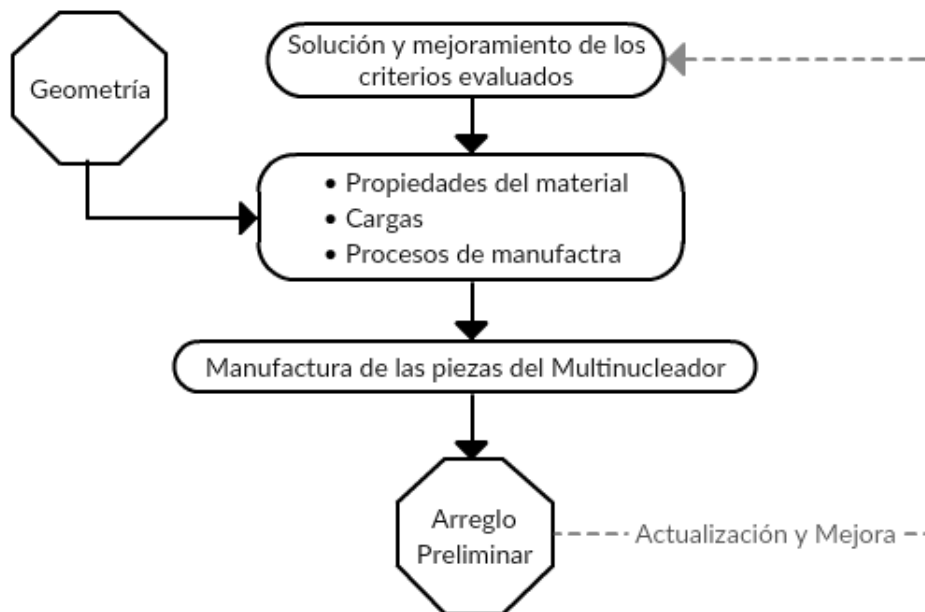 Geometría
Solución y mejoramiento de los
criterios evaluados
• Propiedades del material
• Cargas
• Procesos de manufactra
Manufactura de las piezas del Multinucleador
Arreglo
Preliminar
Actualización y Mejora